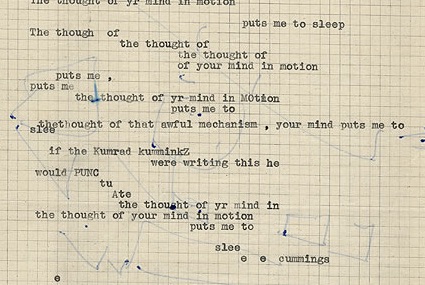 The thought of yr mind in motion
puts me to sleep
The though of
the thought of
the thought of
of your mind in motion
puts me ,
puts me
the thought of yr mind in MOtion
puts me to
thethought of that awful mechanism , your mind puts me to
slee
if the Kumrad kumminkZ
were writing this he
would PUNC
tu
Ate
the thought of yr mind in
the thought of your mind in motion
puts me to
slee
e e cummings
e